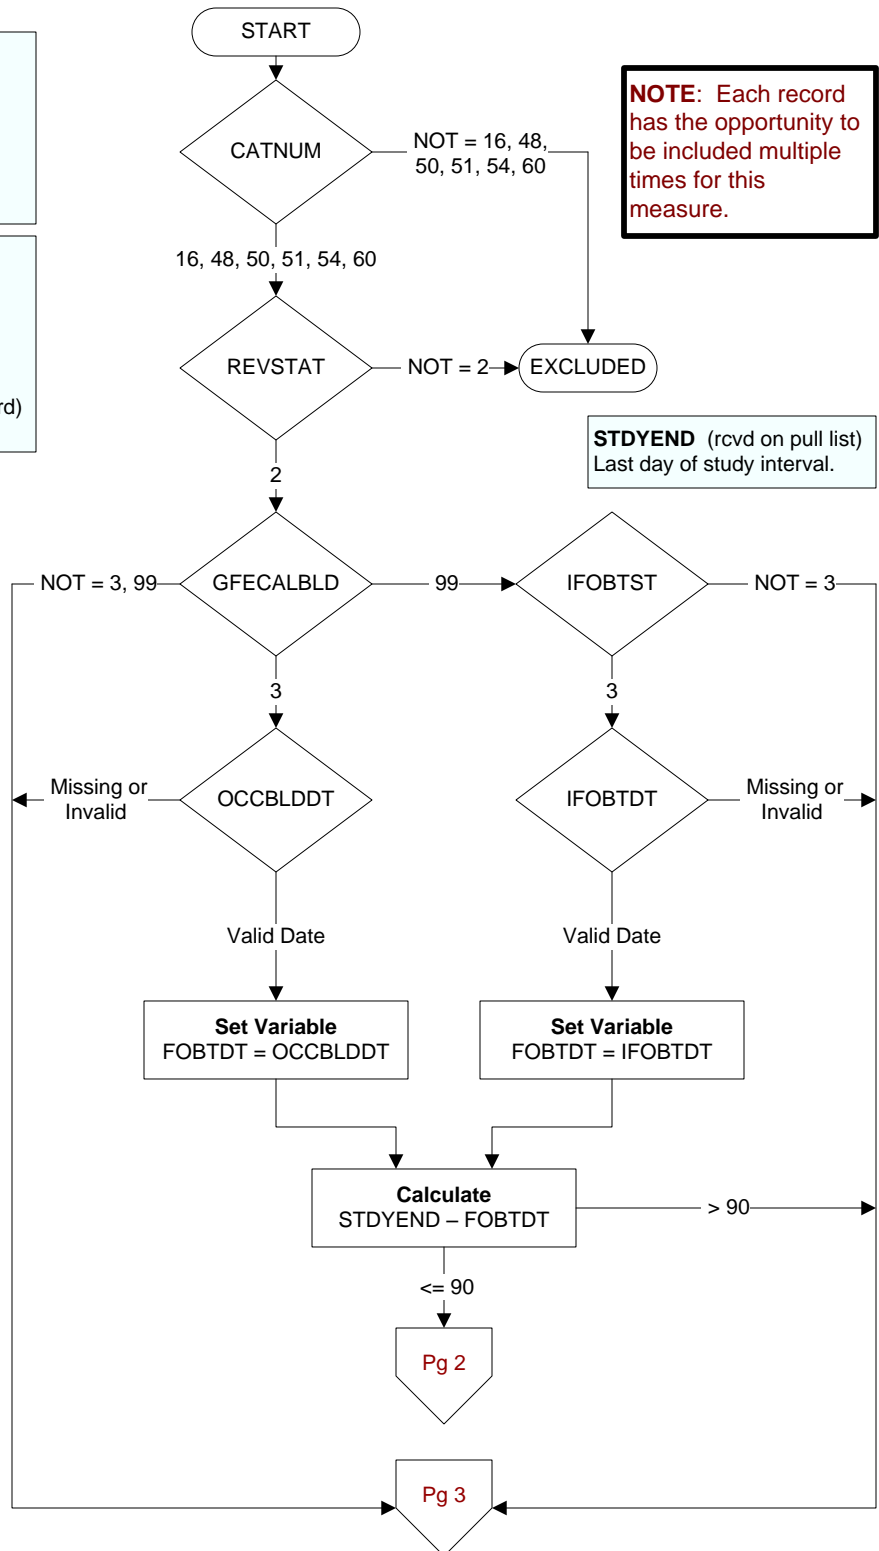 START
CATNUM
NOT = 16, 48,
50, 51, 54, 60
NOTE: Each record
has the opportunity to
be included multiple
times for this
measure.
16, 48, 50, 51, 54, 60
REVSTAT
NOT = 2
EXCLUDED
rd)
STDYEND (rcvd on pull list)
Last day of study interval.
2
NOT = 3, 99
GFECALBLD
99
IFOBTST
NOT = 3
3
3
Missing or
Invalid
OCCBLDDT
IFOBTDT
Missing or
Invalid
Valid Date
Valid Date
Set Variable
FOBTDT = OCCBLDDT
Set Variable
FOBTDT = IFOBTDT
Calculate
STDYEND – FOBTDT
> 90
<= 90
Pg 2
Pg 3